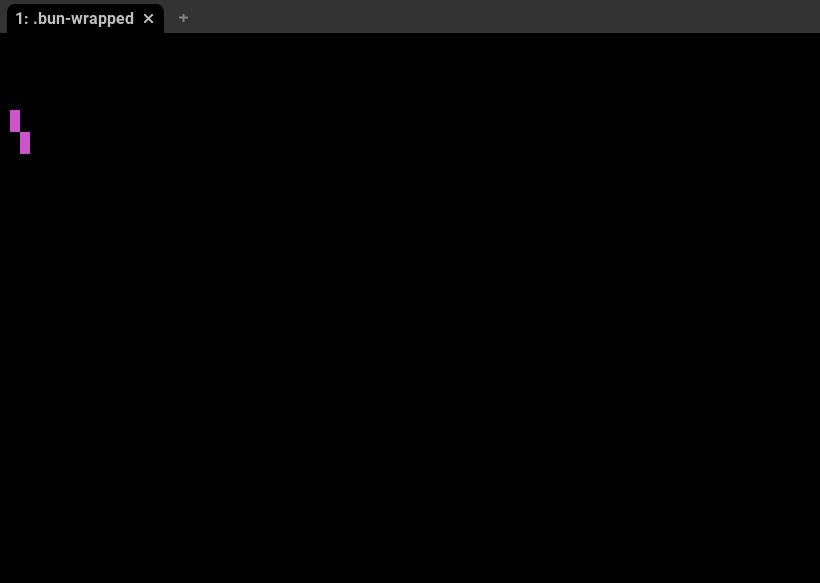 1: .bun-wrapped × +